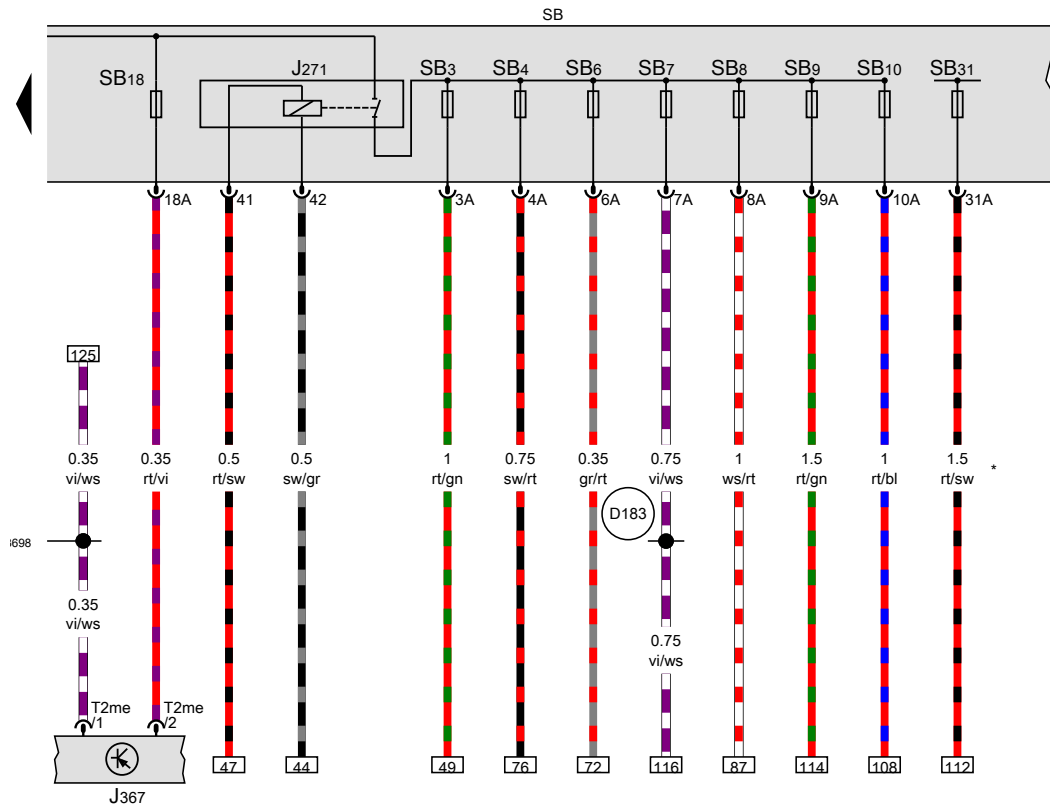 SB
SB18 J271 SB3 SB4 SB6 SB7 SB8 SB9 SB10 SB31
18A 41 42 3A 4A 6A 7A 8A 9A 10A 31A
125
0.35 0.35 0.5 0.5 1 0.75 0.35 0.75 1 1.5 1 1.5
vi/ws rt/vi rt/sw sw/gr rt/gn sw/rt gr/rt vi/ws ws/rt rt/gn rt/bl rt/sw *
D183
698
0.35
vi/ws
0.75
vi/ws
T2me T2me
/1 /2
47 44 49 76 72 116 87 114 108 112
J367